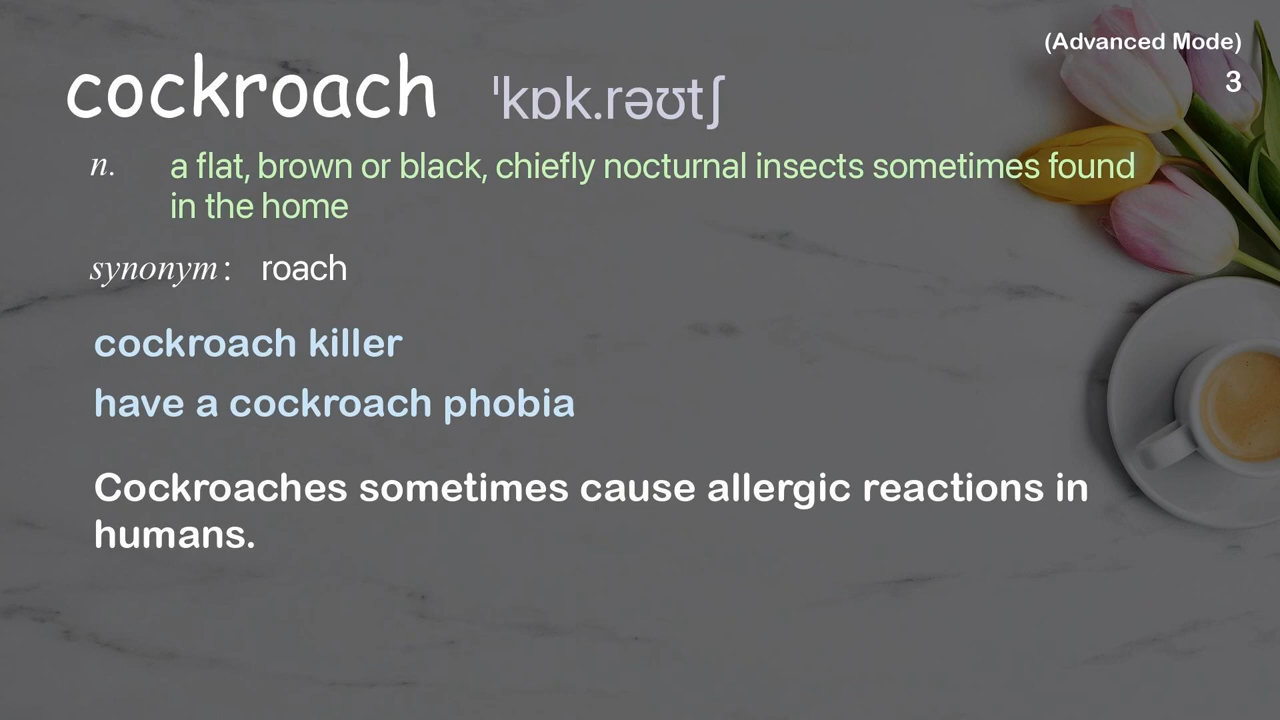 (Advanced Mode)
3
cockroach ˈkɒk.rəʊtʃ
n. a flat, brown or black, chiefly nocturnal insects sometimes found
in the home
synonym: roach
cockroach killer
have a cockroach phobia
Cockroaches sometimes cause allergic reactions in
humans.